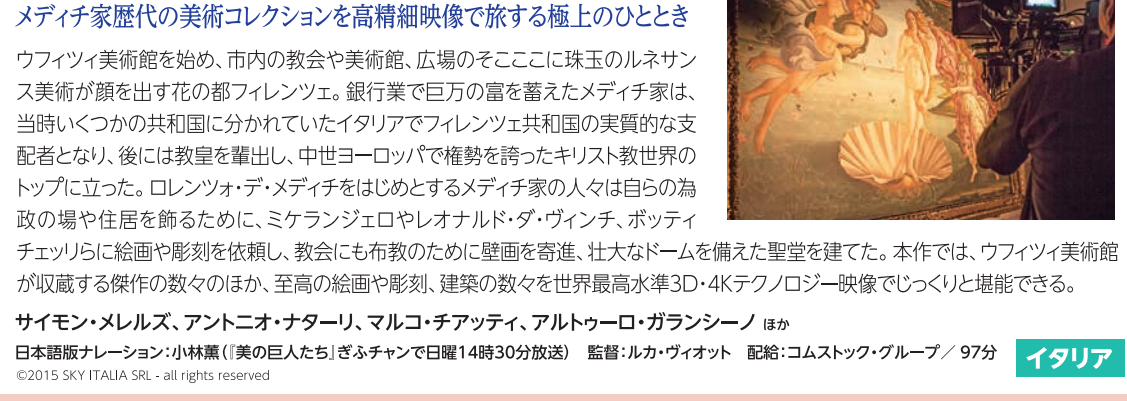 メディチ家歴代の美術コレクションを高精細映像で旅する極上のひととき
ウフィツィ美術館を始め、市内の教会や美術館、広場のそこここに珠玉のルネサン
ス美術が顔を出す花の都フィレンツェ。銀行業で巨万の富を蓄えたメディチ家は、
当時いくつかの共和国に分かれていたイタリアでフィレンツェ共和国の実質的な支
配者となり、後には教皇を輩出し、中世ヨーロッパで権勢を誇ったキリスト教世界の
トップに立った。ロレンツォ・デ・メディチをはじめとするメディチ家の人々は自らの為
政の場や住居を飾るために、ミケランジェロやレオナルド・ダ・ヴィンチ、ボッティ
チェッリらに絵画や彫刻を依頼し、教会にも布教のために壁画を寄進、壮大なドームを備えた聖堂を建てた。本作では、ウフィツィ美術館
が収蔵する傑作の数々のほか、至高の絵画や彫刻、建築の数々を世界最高水準3D・4Kテクノロジー映像でじっくりと堪能できる。
サイモン・メレルズ、アントニオ・ナターリ、マルコ・チアッティ、アルトゥーロ・ガランシーノ ほか
日本語版ナレーション：小林薫（『美の巨人たち』ぎふチャンで日曜14時30分放送） 監督：ルカ・ヴィオット 配給：コムストック・グループ／97分
イタリア
©2015 SKY ITALIA SRL - all rights reserved